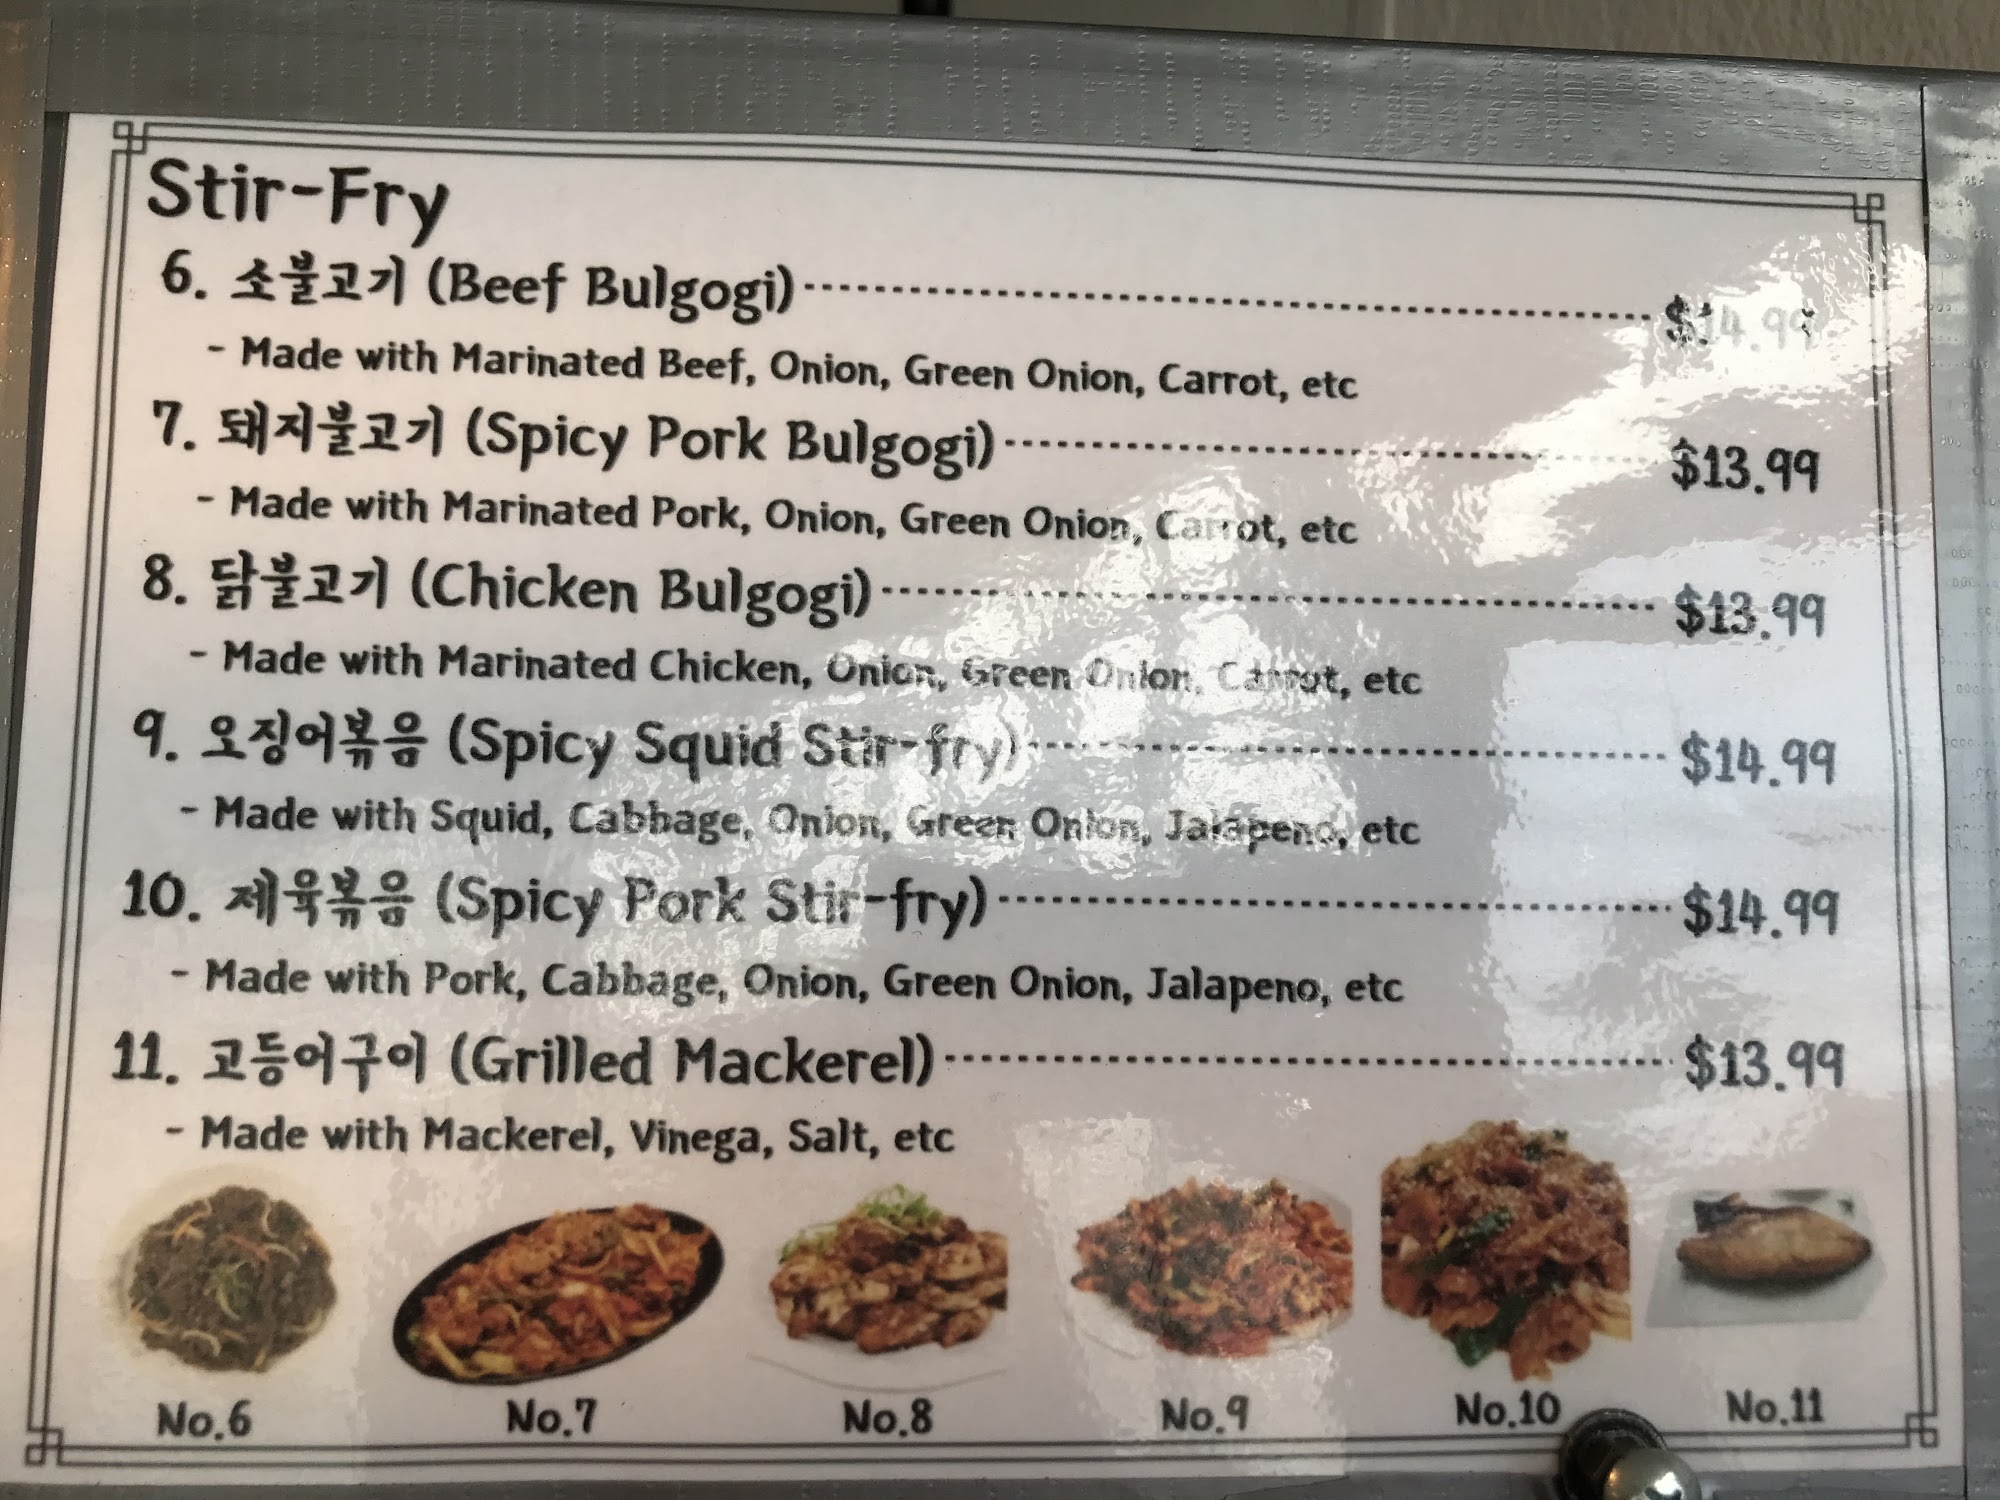 Stir-Fry
6. 소불고기 (Beef Bulgogi) $14.99
- Made with Marinated Beef, Onion, Green Onion, Carrot, etc
7. 돼지불고기 (Spicy Pork Bulgogi) $13.99
- Made with Marinated Pork, Onion, Green Onion, Carrot, etc
8. 닭불고기 (Chicken Bulgogi) $13.99
- Made with Marinated Chicken, Onion, Green Onion, Carrot, etc
9. 오징어볶음 (Spicy Squid Stir-fry) $14.99
- Made with Squid, Cabbage, Onion, Green Onion, Jalapeno, etc
10. 제육볶음 (Spicy Pork Stir-fry) $14.99
- Made with Pork, Cabbage, Onion, Green Onion, Jalapeno, etc
11. 고등어구이 (Grilled Mackerel) $13.99
- Made with Mackerel, Vinega, Salt, etc
No.6 No.7 No.8 No.9 No.10 No.11